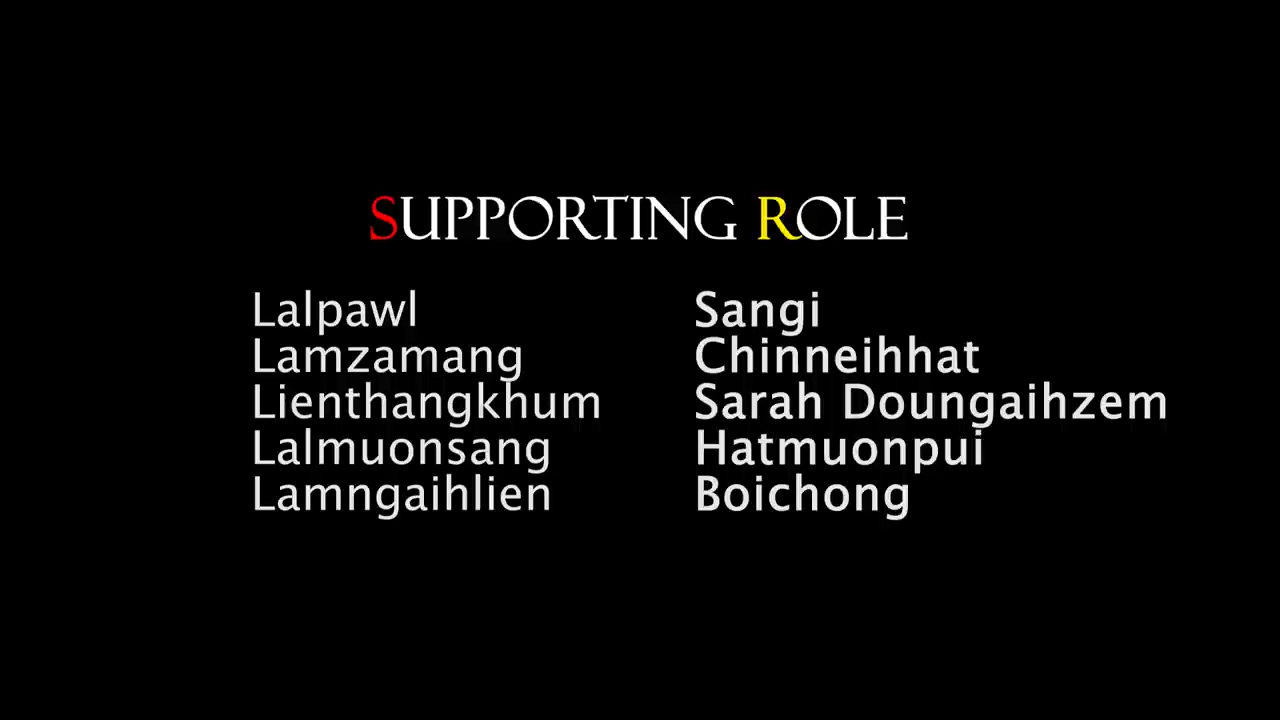 SUPPORTING ROLE
Lalpawl
Lamzamang
Lienthangkhum
Lalmuonsang
Lamngaihlien
Sangi
Chinneihhat
Sarah Doungaihzem
Hatmuonpui
Boichong